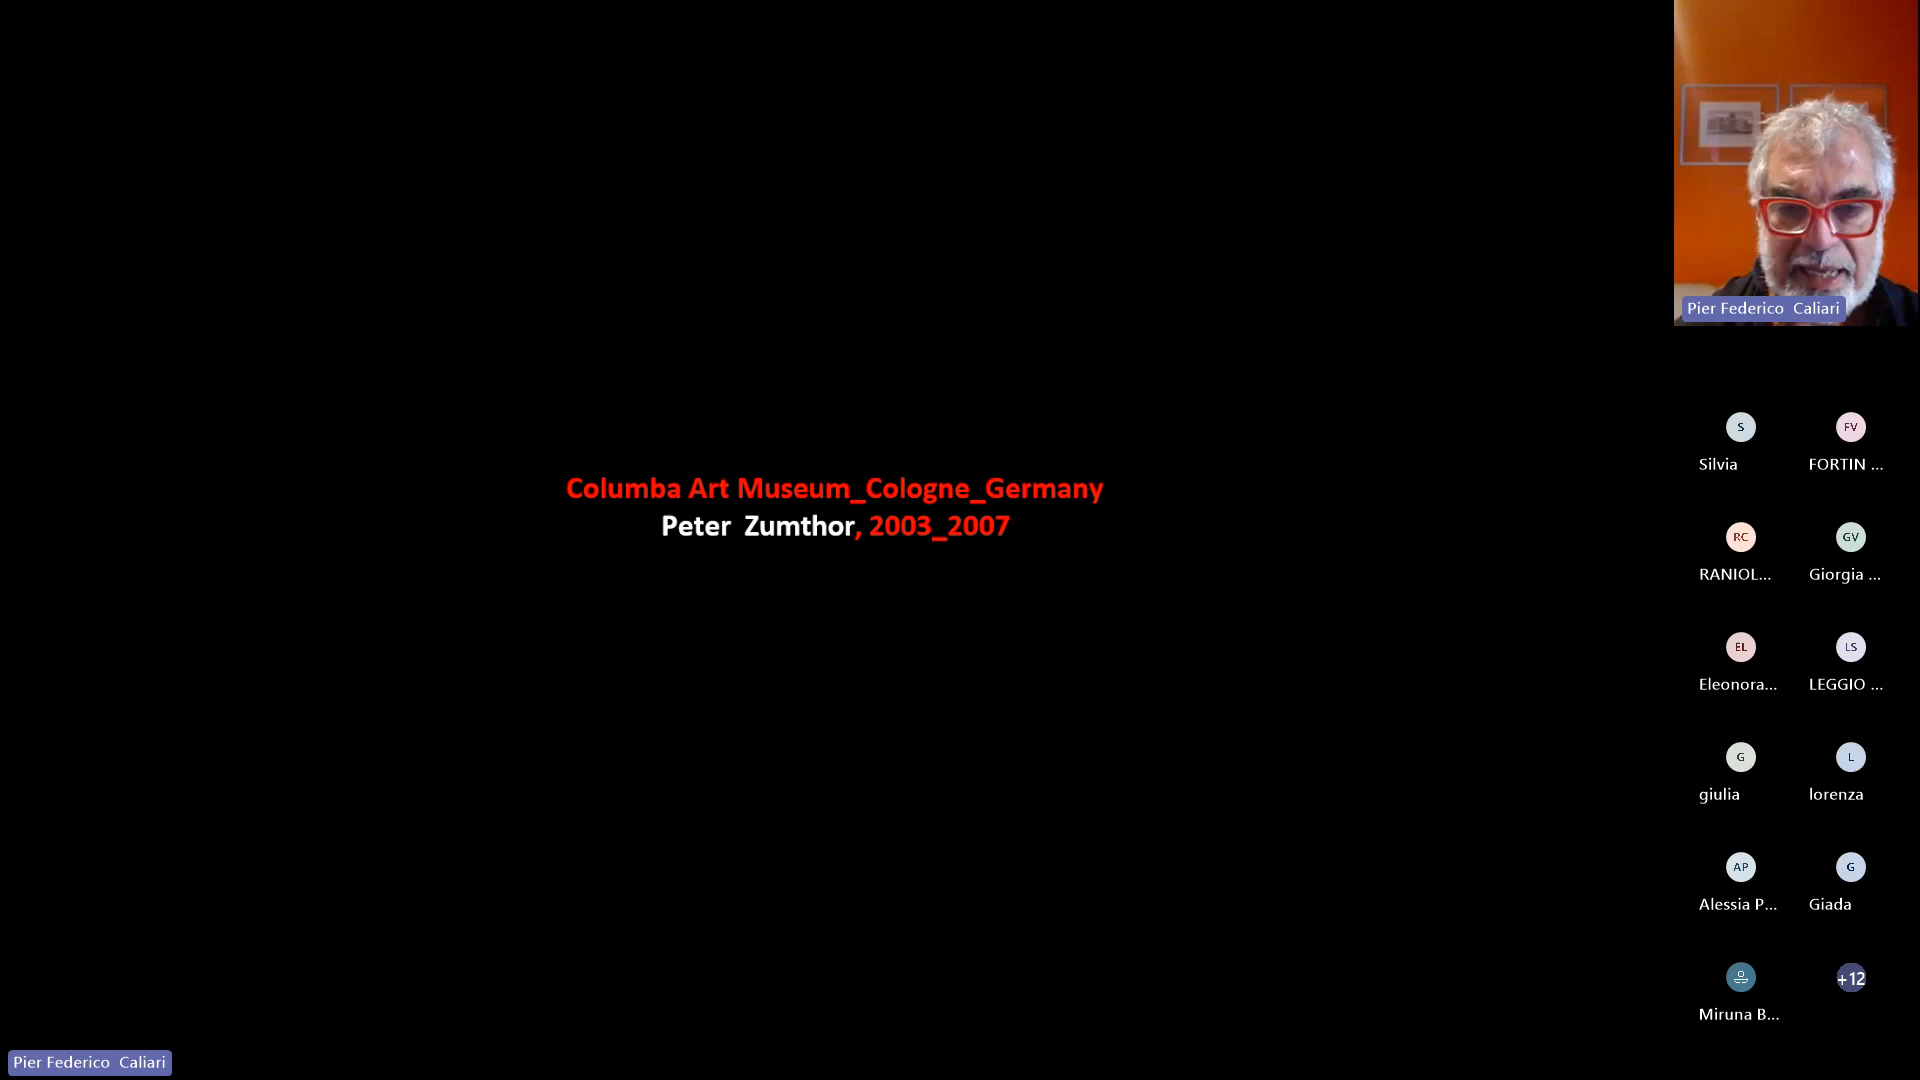 Columba Art Museum_Cologne_Germany
Peter Zumthor, 2003_2007
Pier Federico Caliari
S
FV
Silvia
FORTIN ...
RC
GV
RANIOL...
Giorgia ...
EL
LS
Eleonora...
LEGGIO ...
G
L
giulia
lorenza
AP
G
Alessia P...
Giada
+12
Miruna B...
Pier Federico Caliari